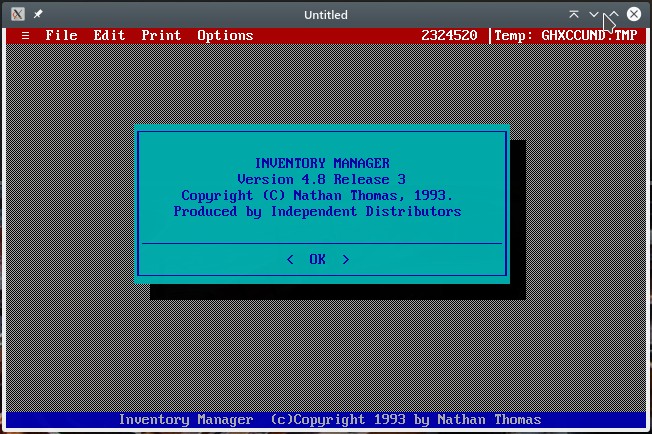 Untitled
≡ File Edit Print Options 2324520 |Temp: GHXCCUND.TMP
INVENTORY MANAGER
Version 4.8 Release 3
Copyright (C) Nathan Thomas, 1993.
Produced by Independent Distributors
< OK >
Inventory Manager (c)Copyright 1993 by Nathan Thomas